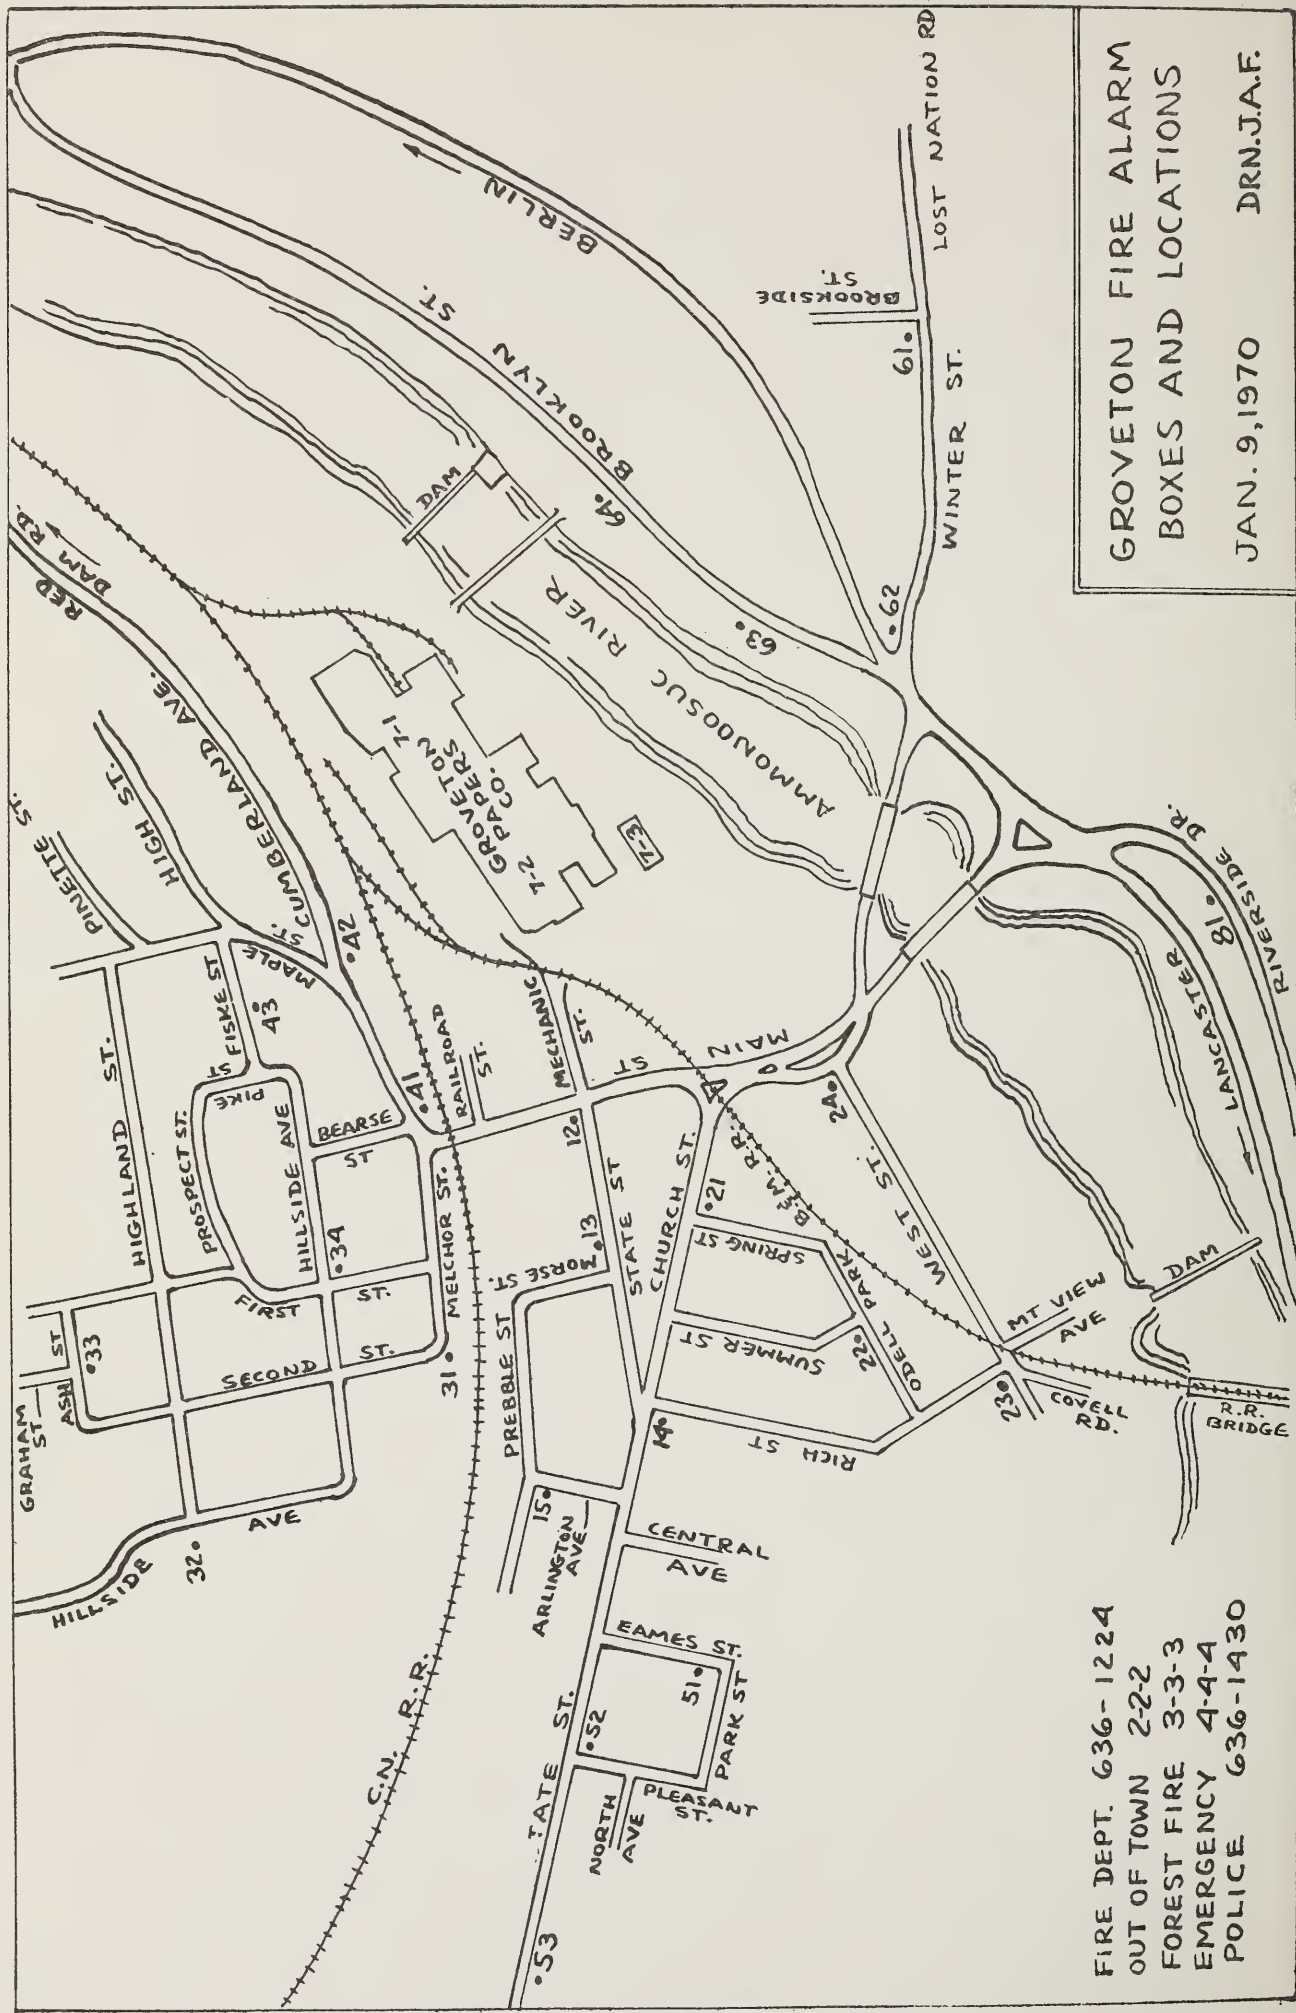 GROVETON FIRE ALARM
BOXES AND LOCATIONS
JAN. 9, 1970 DRN. J.A.F.
FIRE DEPT. 636-1224
OUT OF TOWN 2-2-2
FOREST FIRE 3-3-3
EMERGENCY 4-4-4
POLICE 636-1430
HILLSIDE
AVE
32
GRAHAM
ST
ASH
ST
33
HIGHLAND
ST.
PINETTE ST.
HIGH ST.
RED
DAM RD.
CUMBERLAND AVE.
MAPLE
ST.
42
FISKE ST
43
PIKE
ST
PROSPECT ST.
HILLSIDE AVE
BEARSE
ST
34
FIRST
ST.
SECOND
ST.
31
MELCHOR ST.
41
RAILROAD
ST.
MECHANIC
ST.
12
MAIN
ST
STATE ST
13
MORSE ST.
PREBBLE ST
15
ARLINGTON
AVE
CHURCH ST.
21
SPRING ST
SUMMER ST
22
ODELL PARK
B.&M. R.R.
24
WEST ST.
14
RICH ST
23
MT VIEW
AVE
COVELL
RD.
R.R.
BRIDGE
DAM
CENTRAL
AVE
EAMES ST.
51
52
PARK ST
PLEASANT
ST.
NORTH
AVE
TATE ST.
53
C.N. R.R.
GROVETON
PAPERS
CO.
7-1
7-2
7-3
AMMONOOSUC RIVER
DAM
BROOKLYN
ST.
64
63
62
BERLIN
BROOKSIDE
ST.
61
WINTER ST.
LOST NATION RD
RIVERSIDE DR.
81
LANCASTER